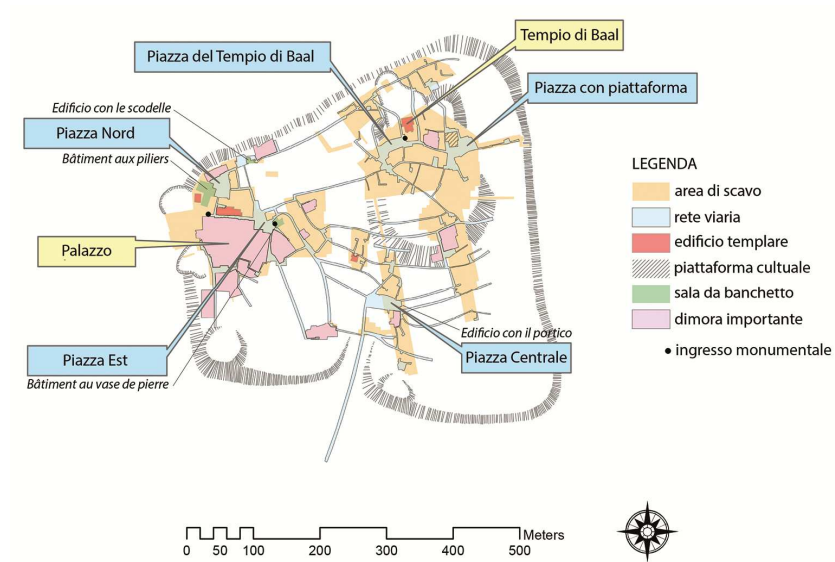 Tempio di Baal
Piazza del Tempio di Baal
Piazza con piattaforma
Edificio con le scodelle
Piazza Nord
Bâtiment aux piliers
Palazzo
Piazza Est
Bâtiment au vase de pierre
Edificio con il portico
Piazza Centrale
LEGENDA
area di scavo
rete viaria
edificio templare
piattaforma cultuale
sala da banchetto
dimora importante
ingresso monumentale
Meters
0 50 100 200 300 400 500